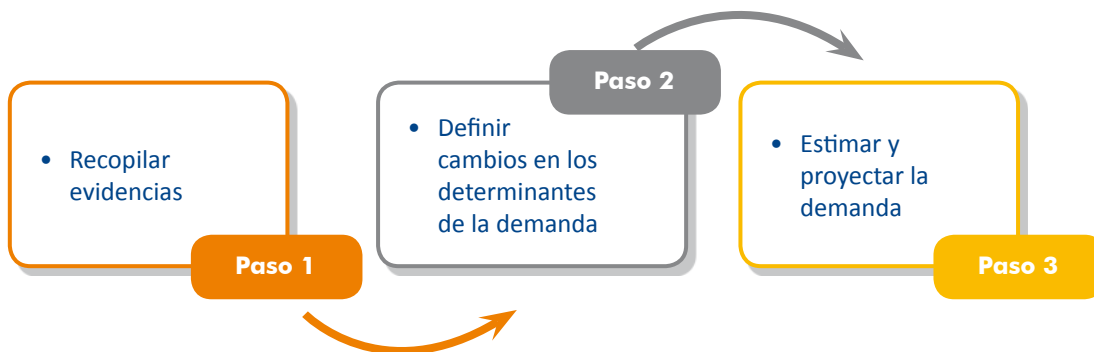 • Recopilar
evidencias
Paso 1
Paso 2
• Definir
cambios en los
determinantes
de la demanda
• Estimar y
proyectar la
demanda
Paso 3